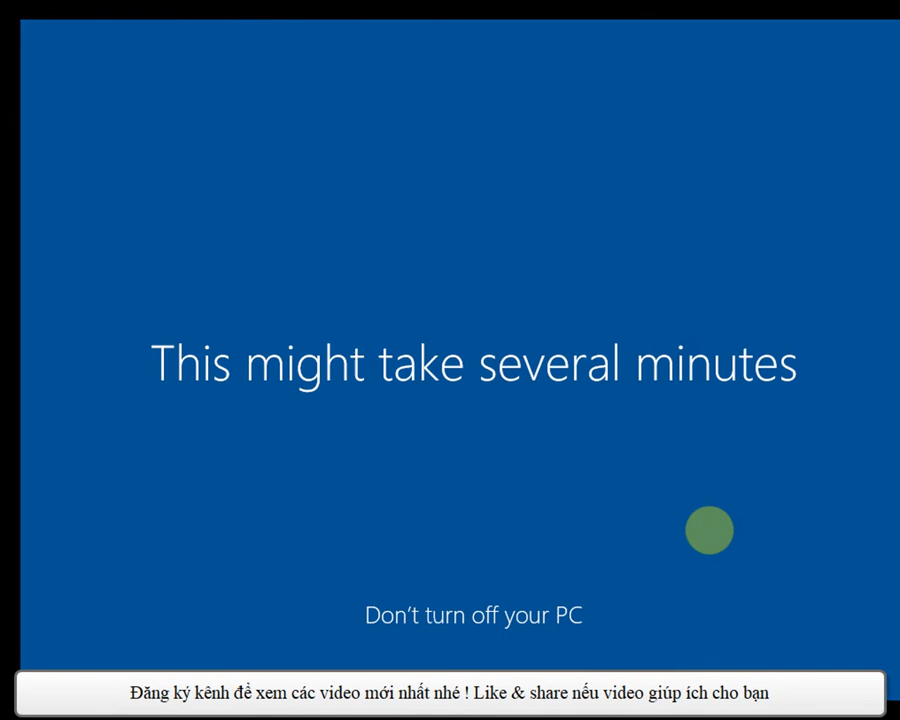 This might take several minutes
Don't turn off your PC
Đăng ký kênh để xem các video mới nhất nhé ! Like & share nếu video giúp ích cho bạn